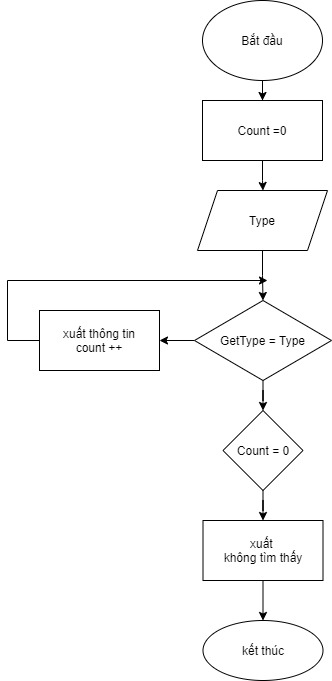 Bắt đầu
Count =0
Type
xuất thông tin
count ++
GetType = Type
Count = 0
xuất
không tìm thấy
kết thúc